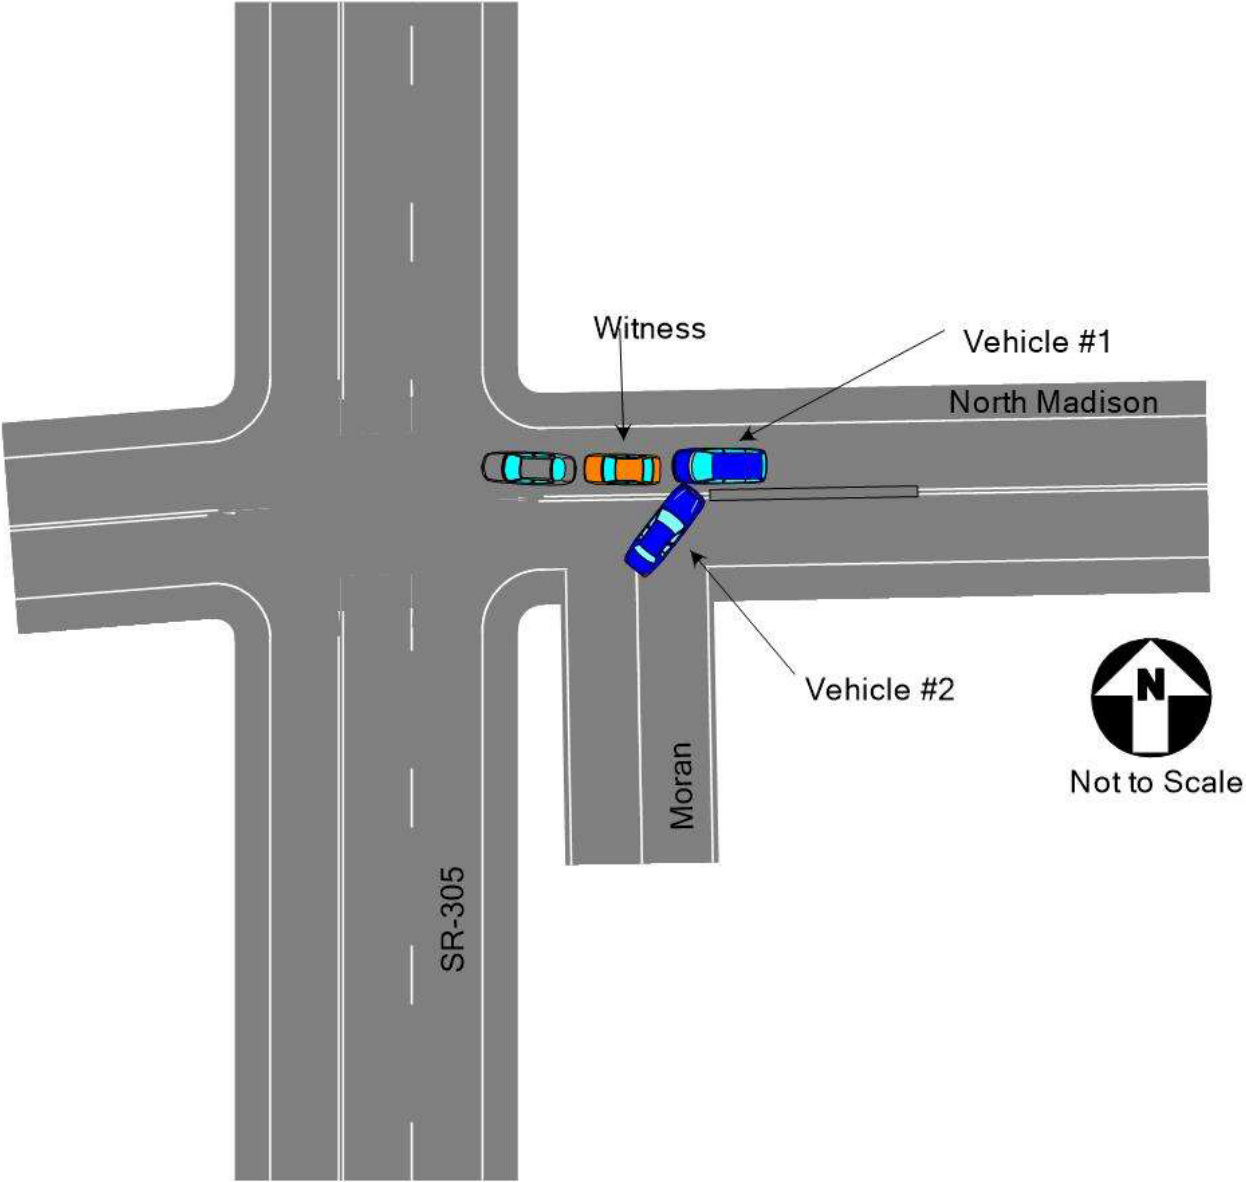 Witness
Vehicle #1
North Madison
Vehicle #2
N
Not to Scale
Moran
SR-305